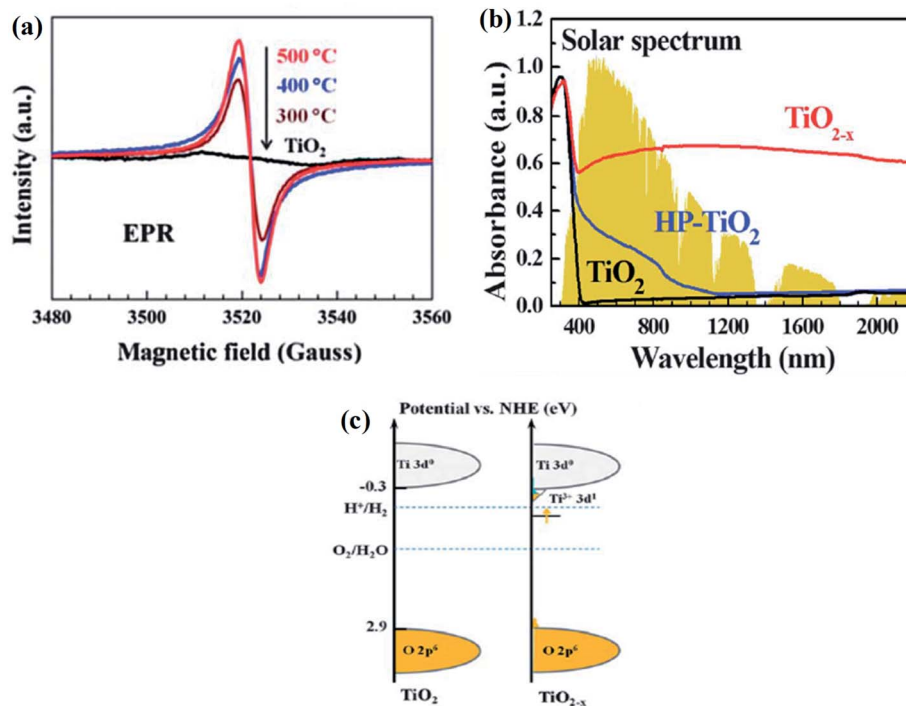 (a)
500 °C
400 °C
300 °C
TiO₂
EPR
Intensity (a.u.)
3480 3500 3520 3540 3560
Magnetic field (Gauss)
(b)
Solar spectrum
TiO₂₋ₓ
HP-TiO₂
TiO₂
Absorbance (a.u.)
1.2
1.0
0.8
0.6
0.4
0.2
0.0
400 800 1200 1600 2000
Wavelength (nm)
(c)
Potential vs. NHE (eV)
Ti 3d⁰ Ti 3d⁰
-0.3
Ti³⁺ 3d¹
H⁺/H₂
O₂/H₂O
2.9
O 2p⁶ O 2p⁶
TiO₂ TiO₂₋ₓ